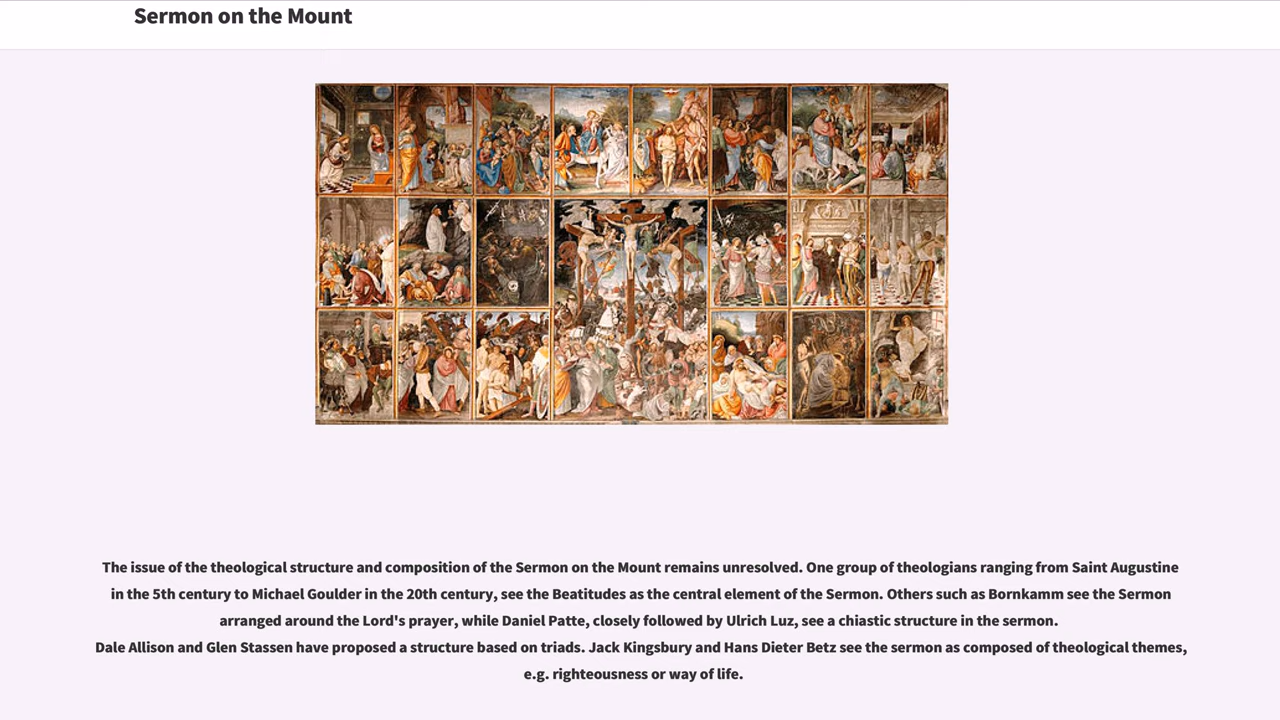 Sermon on the Mount
The issue of the theological structure and composition of the Sermon on the Mount remains unresolved. One group of theologians ranging from Saint Augustine
in the 5th century to Michael Goulder in the 20th century, see the Beatitudes as the central element of the Sermon. Others such as Bornkamm see the Sermon
arranged around the Lord's prayer, while Daniel Patte, closely followed by Ulrich Luz, see a chiastic structure in the sermon.
Dale Allison and Glen Stassen have proposed a structure based on triads. Jack Kingsbury and Hans Dieter Betz see the sermon as composed of theological themes,
e.g. righteousness or way of life.